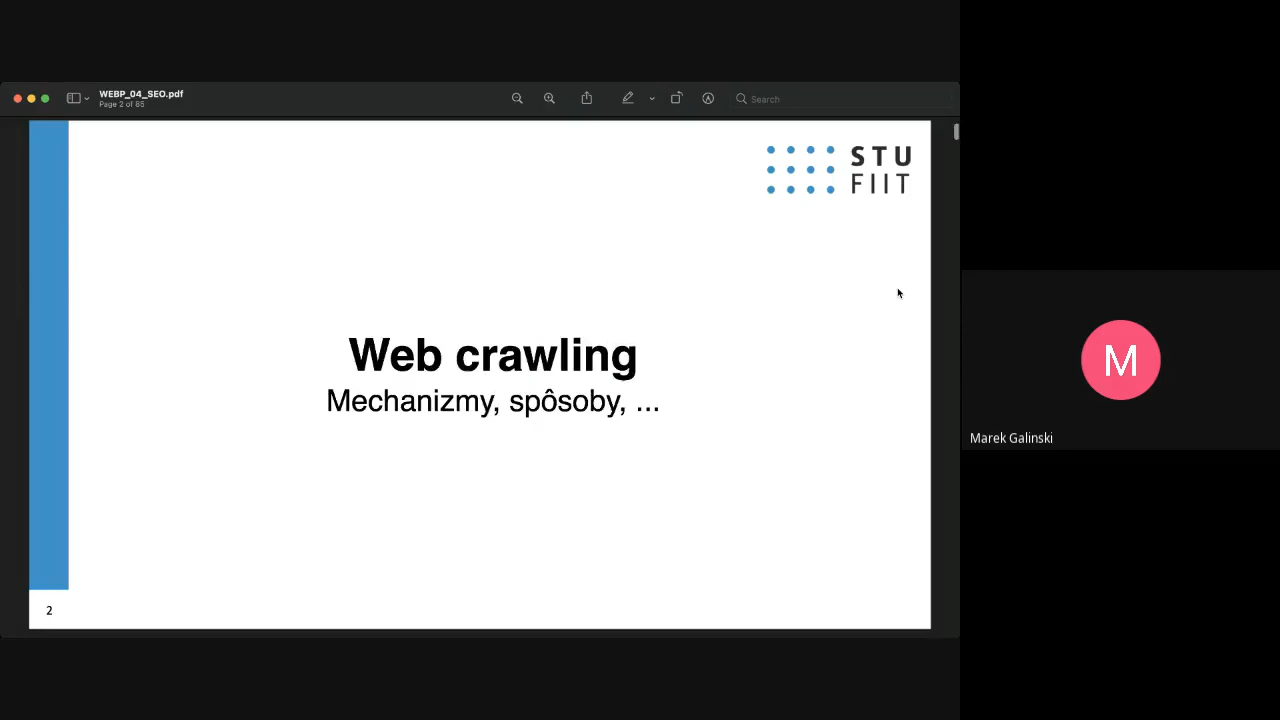 WEBP_04_SEO.pdf
Page 2 of 85
Search
STU
FIIT
Web crawling
Mechanizmy, spôsoby, ...
2
M
Marek Galinski